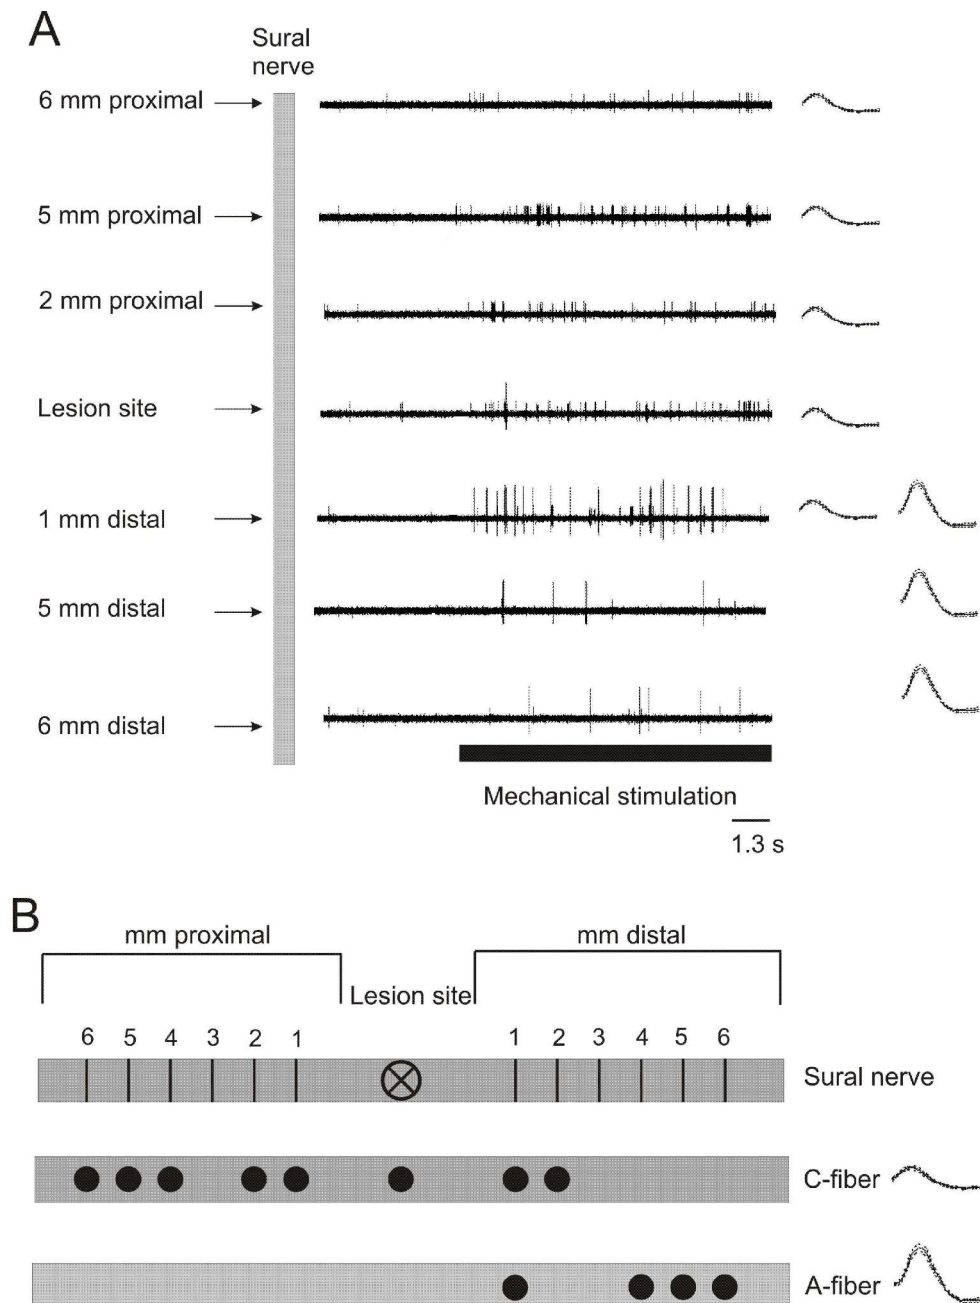 A
Sural
nerve
6 mm proximal
5 mm proximal
2 mm proximal
Lesion site
1 mm distal
5 mm distal
6 mm distal
Mechanical stimulation
1.3 s
B
mm proximal
mm distal
Lesion site
6 5 4 3 2 1 1 2 3 4 5 6
Sural nerve
C-fiber
A-fiber